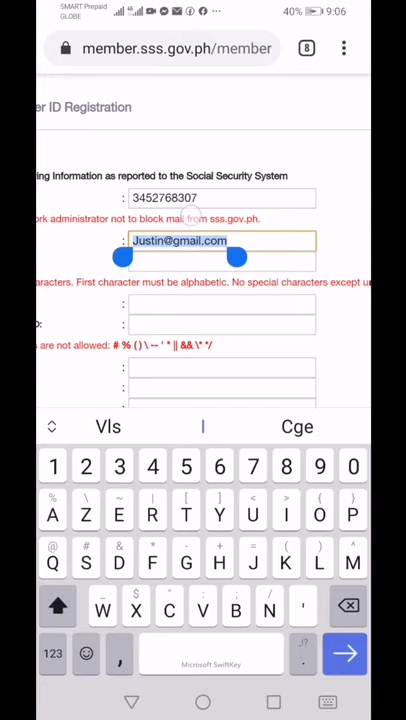 SMART Prepaid
GLOBE
40% 9:06
member.sss.gov.ph/member
8
er ID Registration
ing Information as reported to the Social Security System
: 3452768307
ork administrator not to block mail from sss.gov.ph.
: Justin@gmail.com
:
aracters. First character must be alphabetic. No special characters except u
:
D: :
s are not allowed: # % ( ) \ -- ' " || && \* */
:
:
:
Vls I Cge
1 2 3 4 5 6 7 8 9 0
% \ ~ | [ ] < > { }
A Z E R T Y U I O P
@ # & * - + = ( ) ^
Q S D F G H J K L M
_ $ " ' : ; /
W X C V B N '
123 , Microsoft SwiftKey ,!? .